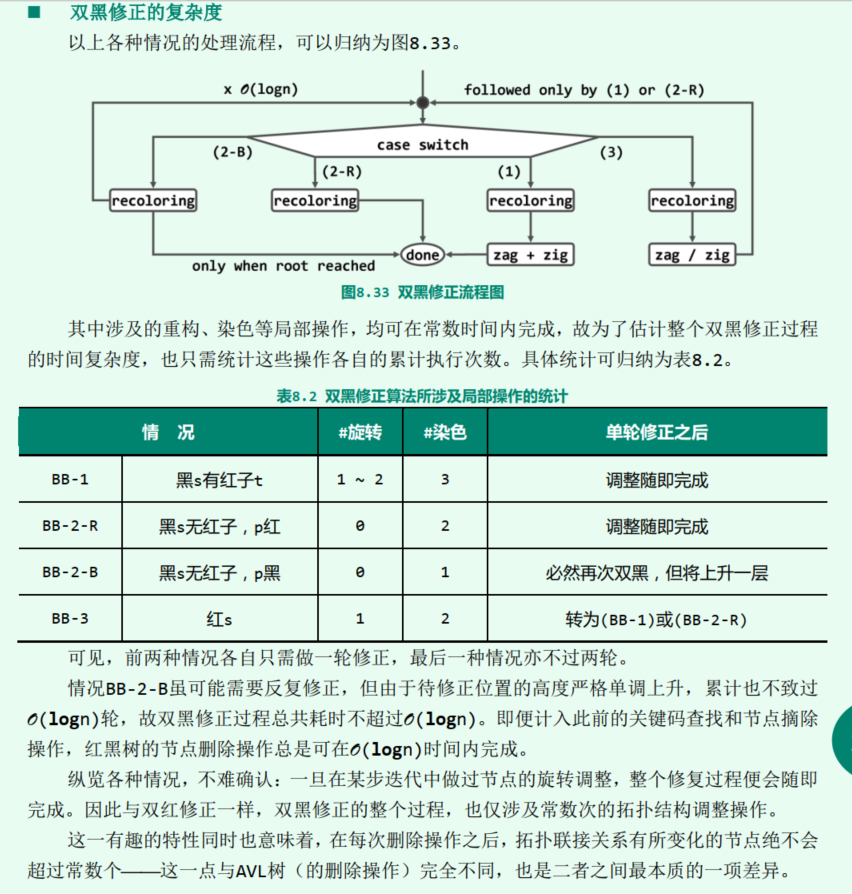 ■ 双黑修正的复杂度
以上各种情况的处理流程，可以归纳为图8.33。
x O(logn)
followed only by (1) or (2-R)
case switch
(2-B)
(2-R)
(1)
(3)
recoloring
recoloring
recoloring
recoloring
only when root reached
done
zag + zig
zag / zig
图8.33 双黑修正流程图
其中涉及的重构、染色等局部操作，均可在常数时间内完成，故为了估计整个双黑修正过程
的时间复杂度，也只需统计这些操作各自的累计执行次数。具体统计可归纳为表8.2。
表8.2 双黑修正算法所涉及局部操作的统计
情 况 #旋转 #染色 单轮修正之后
BB-1 黑s有红子t 1 ~ 2 3 调整随即完成
BB-2-R 黑s无红子，p红 0 2 调整随即完成
BB-2-B 黑s无红子，p黑 0 1 必然再次双黑，但将上升一层
BB-3 红s 1 2 转为(BB-1)或(BB-2-R)
可见，前两种情况各自只需做一轮修正，最后一种情况亦不过两轮。
情况BB-2-B虽可能需要反复修正，但由于待修正位置的高度严格单调上升，累计也不致过
O(logn)轮，故双黑修正过程总共耗时不超过O(logn)。即便计入此前的关键码查找和节点摘除
操作，红黑树的节点删除操作总是可在O(logn)时间内完成。
纵览各种情况，不难确认：一旦在某步迭代中做过节点的旋转调整，整个修复过程便会随即
完成。因此与双红修正一样，双黑修正的整个过程，也仅涉及常数次的拓扑结构调整操作。
这一有趣的特性同时也意味着，在每次删除操作之后，拓扑联接关系有所变化的节点绝不会
超过常数个——这一点与AVL树（的删除操作）完全不同，也是二者之间最本质的一项差异。